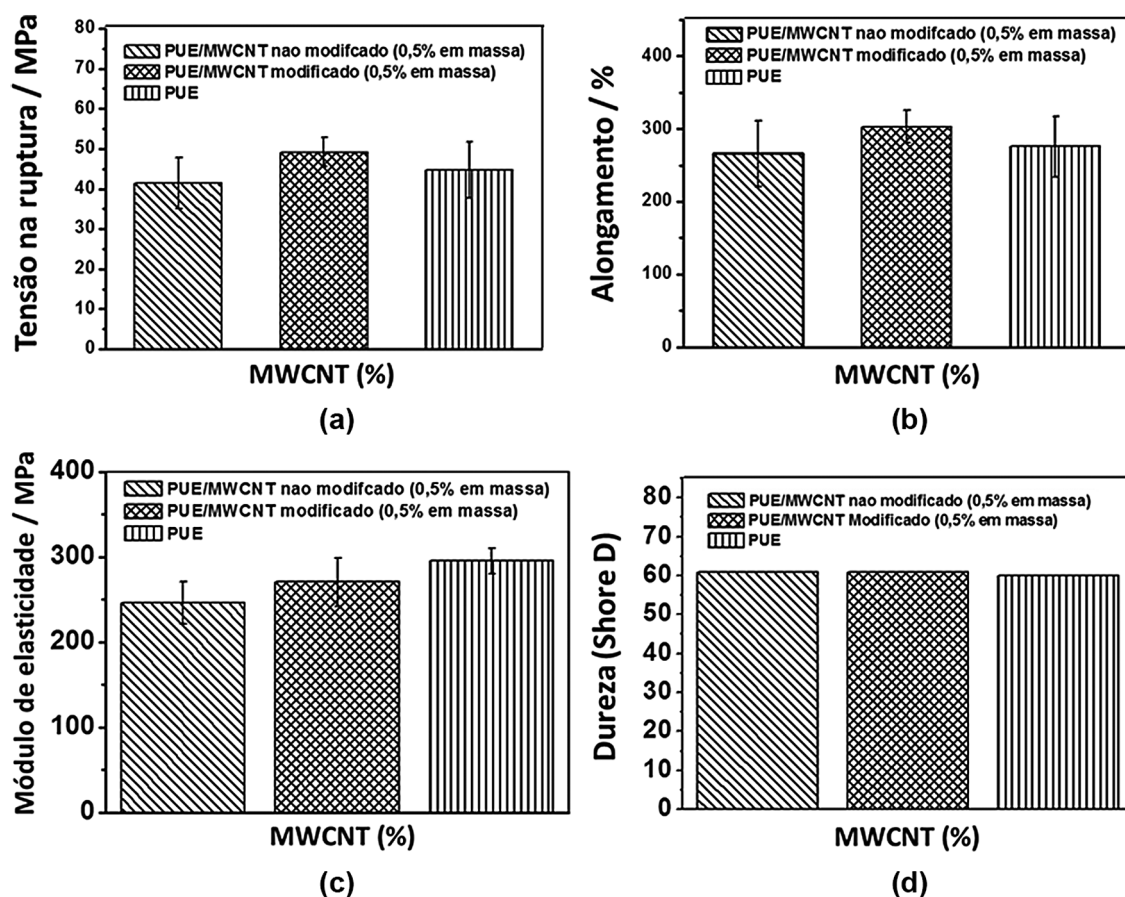 Tensão na ruptura / MPa
80
70
60
50
40
30
20
10
0
PUE/MWCNT nao modifcado (0,5% em massa)
PUE/MWCNT modificado (0,5% em massa)
PUE
MWCNT (%)
(a)
Alongamento / %
400
300
200
100
0
PUE/MWCNT nao modifcado (0,5% em massa)
PUE/MWCNT modificado (0,5% em massa)
PUE
MWCNT (%)
(b)
Módulo de elasticidade / MPa
400
300
200
100
0
PUE/MWCNT nao modifcado (0,5% em massa)
PUE/MWCNT modificado (0,5% em massa)
PUE
MWCNT (%)
(c)
Dureza (Shore D)
80
70
60
50
40
30
20
10
0
PUE/MWCNT nao modificado (0,5% em massa)
PUE/MWCNT Modificado (0,5% em massa)
PUE
MWCNT (%)
(d)